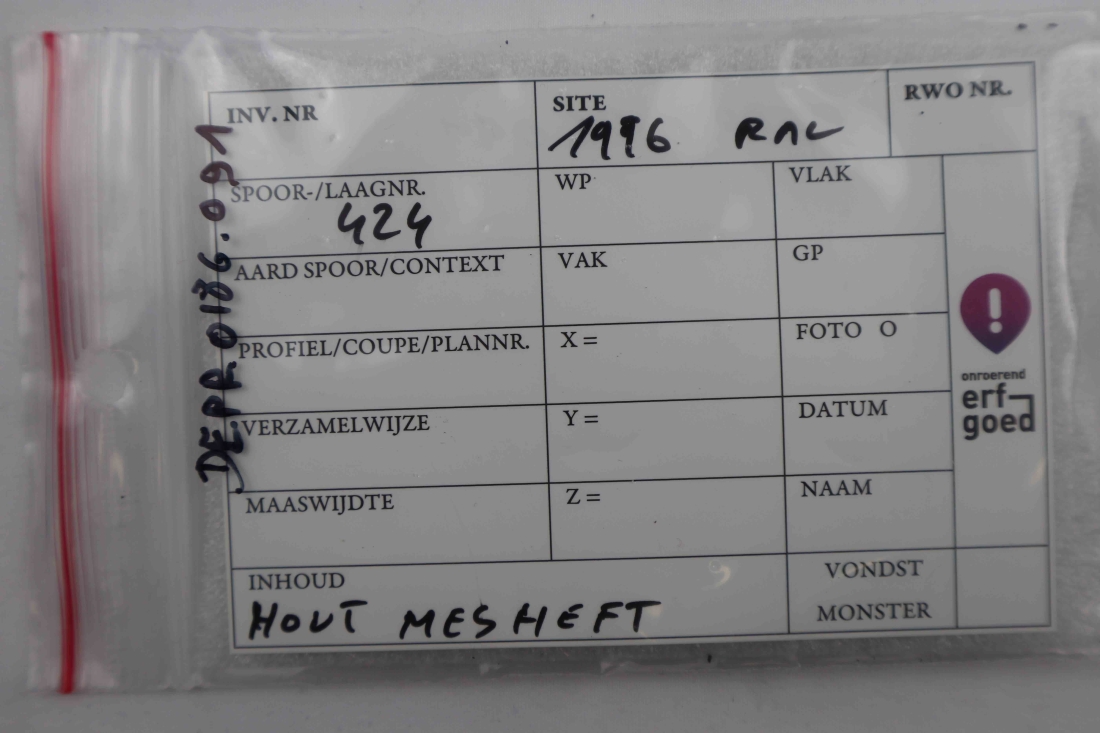 DEPR.0186.091
INV. NR
SITE
1996 RAL
RWO NR.
SPOOR-/LAAGNR.
424
WP
VLAK
AARD SPOOR/CONTEXT
VAK
GP
PROFIEL/COUPE/PLANNR.
X =
FOTO O
VERZAMELWIJZE
Y =
DATUM
MAASWIJDTE
Z =
NAAM
onroerend
erf
goed
INHOUD
HOUT MESHEFT
VONDST
MONSTER